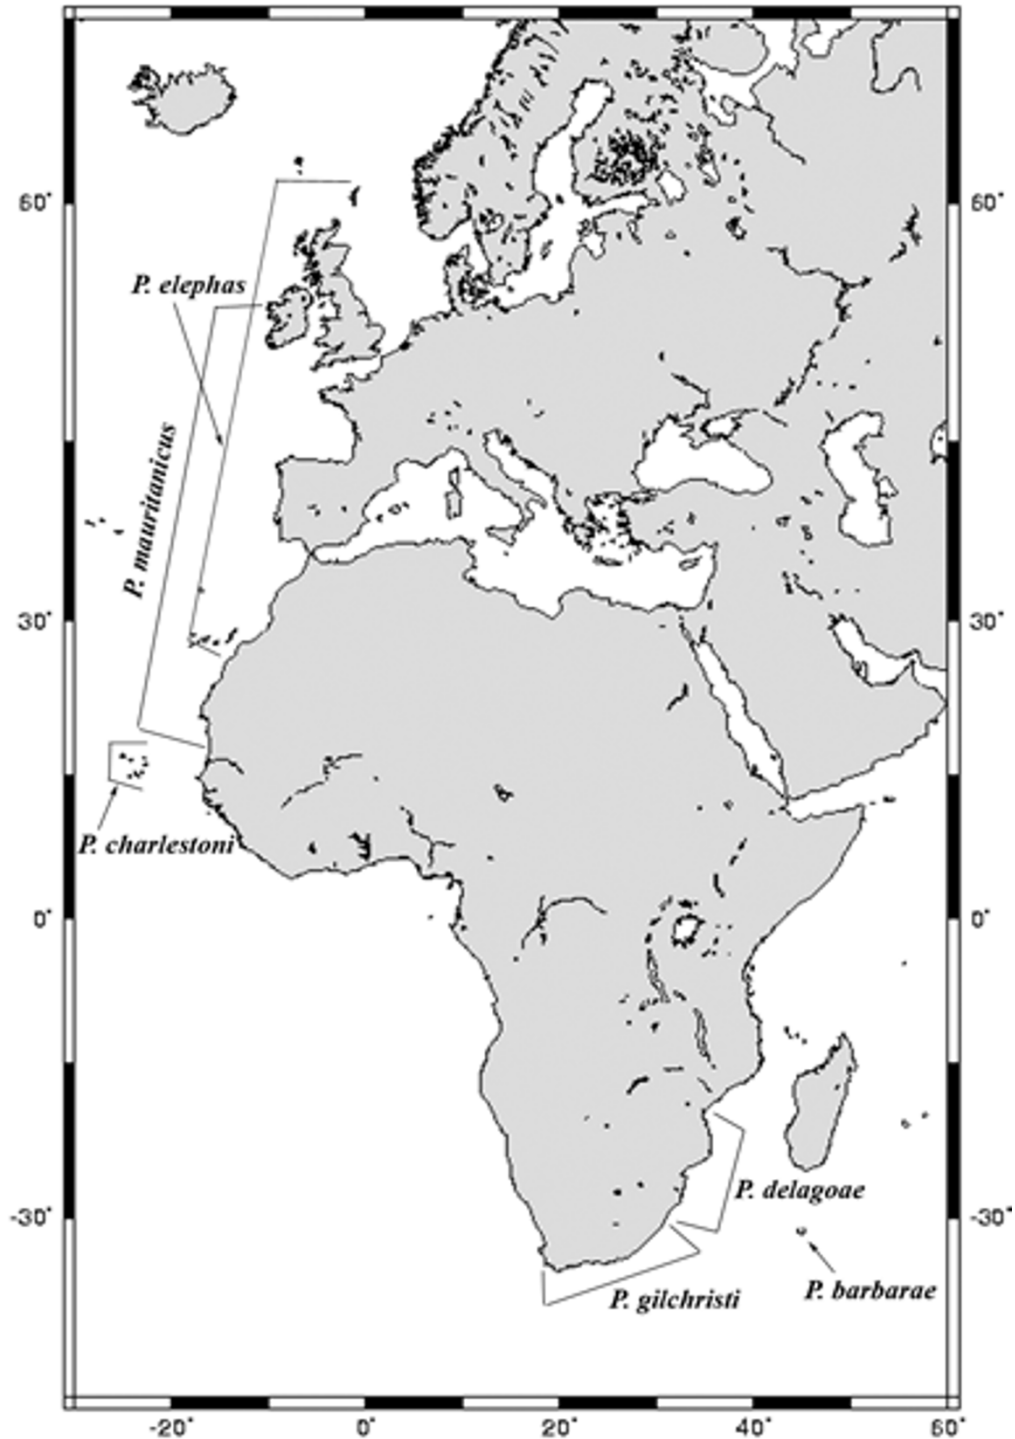 60°
60°
P. elephas
P. mauritanicus
30°
30°
P. charlestoni
0°
0°
P. delagoae
-30°
-30°
P. barbarae
P. gilchristi
-20°
0°
20°
40°
60°